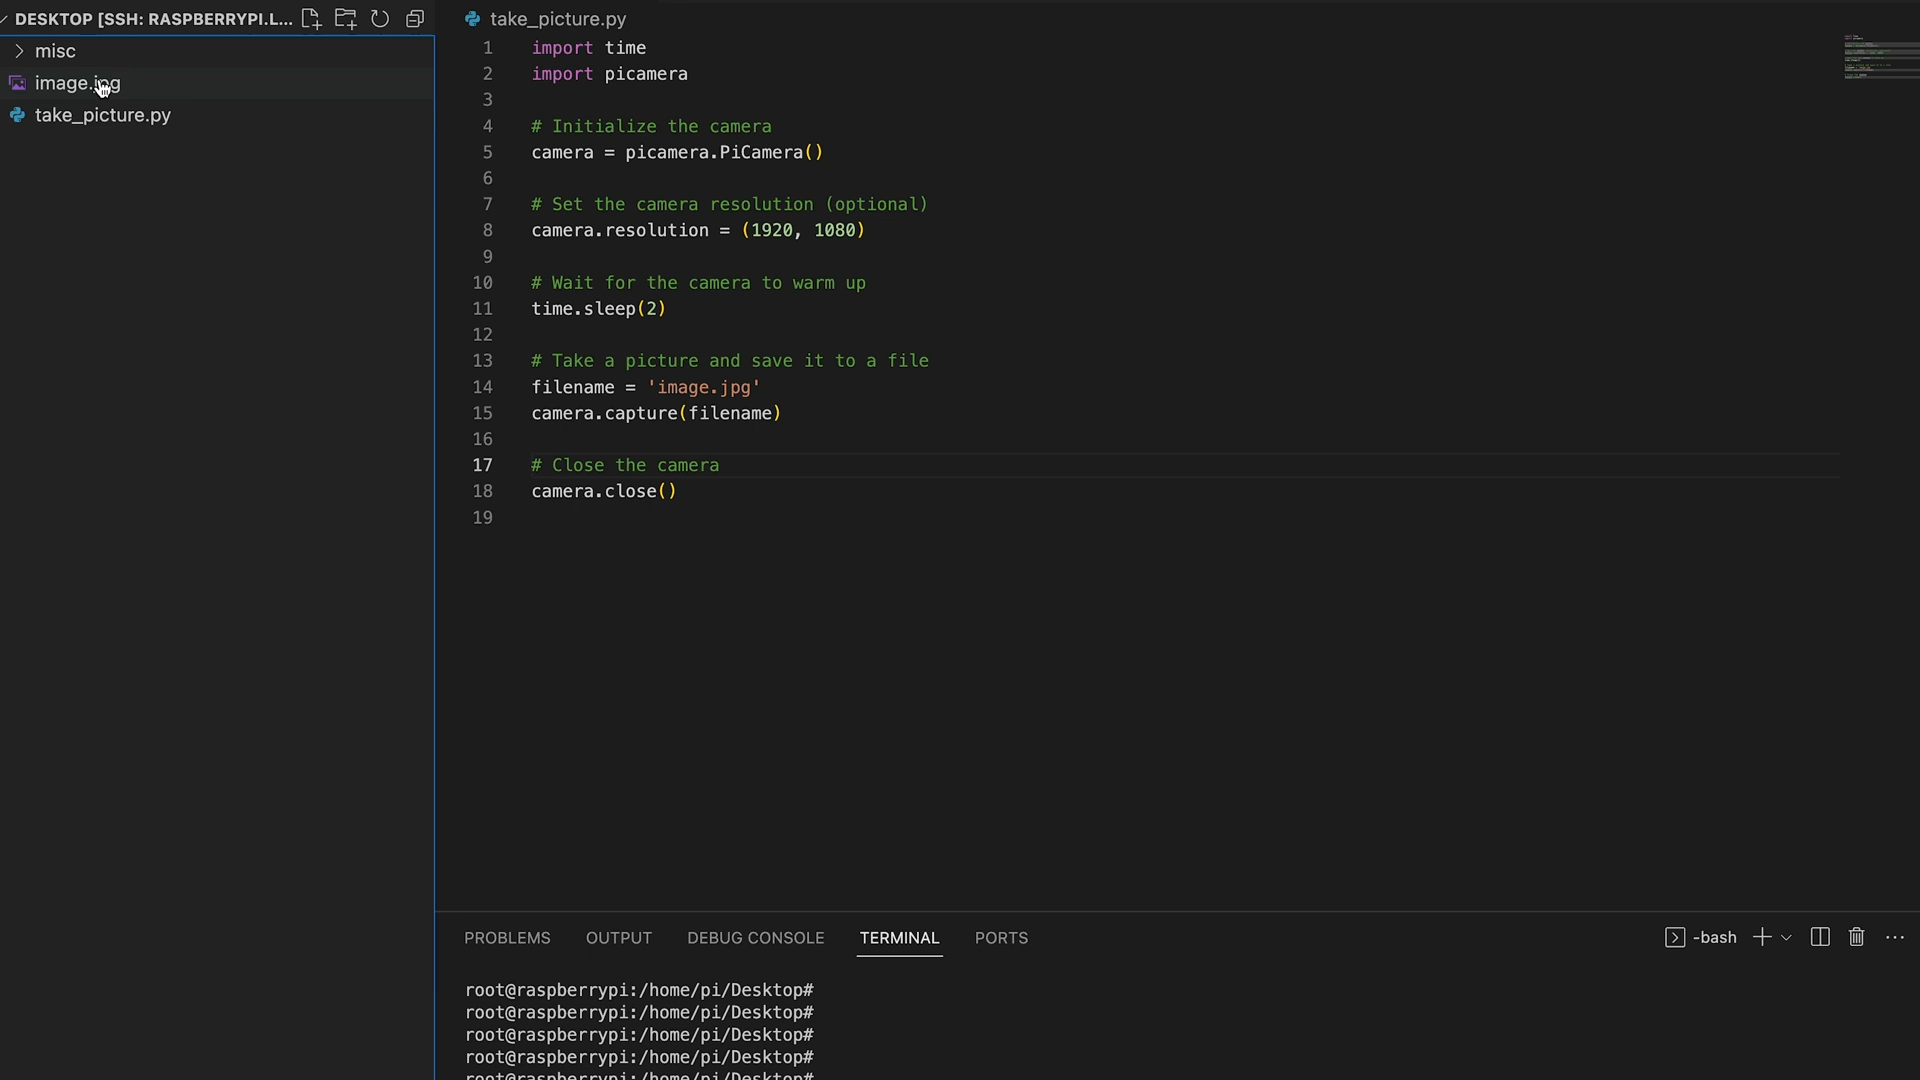 DESKTOP [SSH: RASPBERRYPI.L...
misc
image.jpg
take_picture.py
take_picture.py
1 import time
2 import picamera
3
4 # Initialize the camera
5 camera = picamera.PiCamera()
6
7 # Set the camera resolution (optional)
8 camera.resolution = (1920, 1080)
9
10 # Wait for the camera to warm up
11 time.sleep(2)
12
13 # Take a picture and save it to a file
14 filename = 'image.jpg'
15 camera.capture(filename)
16
17 # Close the camera
18 camera.close()
19
PROBLEMS OUTPUT DEBUG CONSOLE TERMINAL PORTS -bash
root@raspberrypi:/home/pi/Desktop#
root@raspberrypi:/home/pi/Desktop#
root@raspberrypi:/home/pi/Desktop#
root@raspberrypi:/home/pi/Desktop#
root@raspberrypi:/home/pi/Desktop#